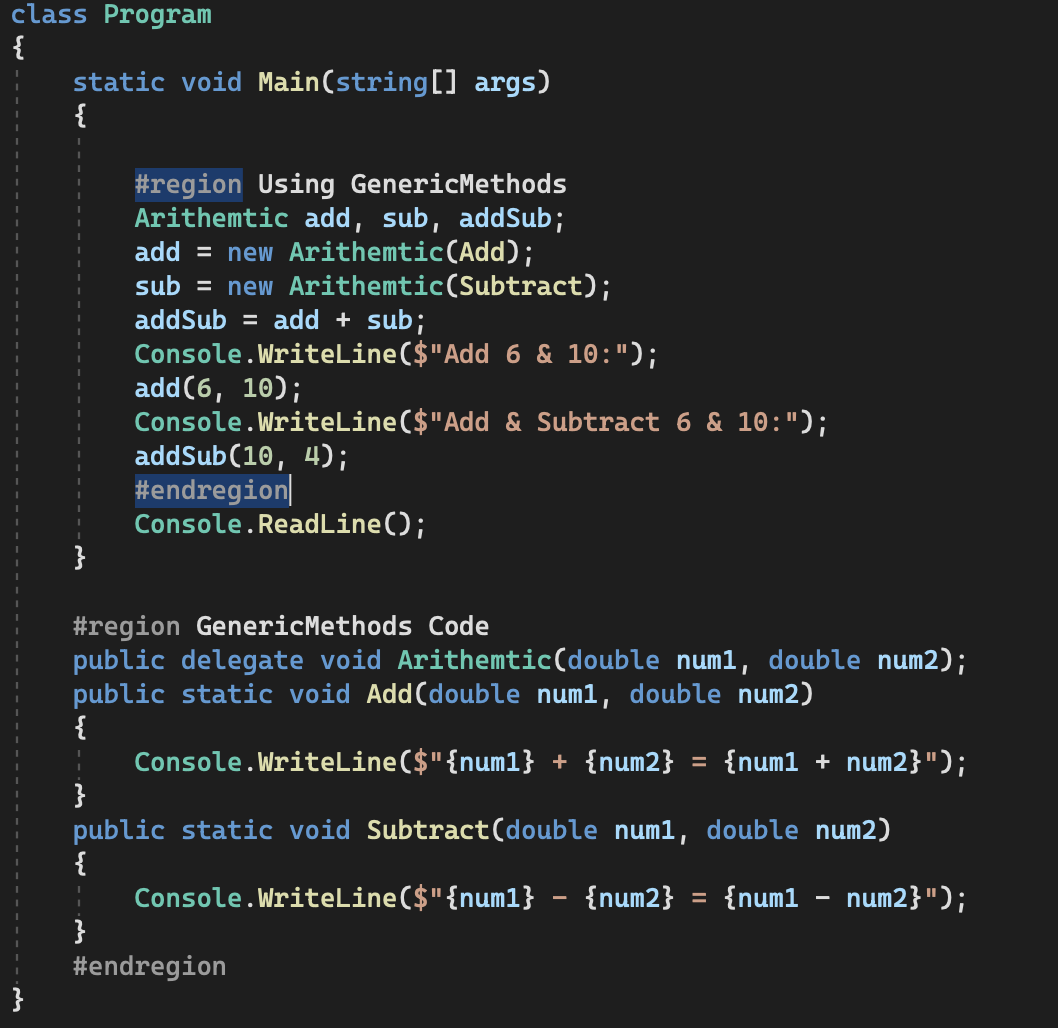 class Program
{
    static void Main(string[] args)
    {

        #region Using GenericMethods
        Arithemtic add, sub, addSub;
        add = new Arithemtic(Add);
        sub = new Arithemtic(Subtract);
        addSub = add + sub;
        Console.WriteLine($"Add 6 & 10:");
        add(6, 10);
        Console.WriteLine($"Add & Subtract 6 & 10:");
        addSub(10, 4);
        #endregion
        Console.ReadLine();
    }

    #region GenericMethods Code
    public delegate void Arithemtic(double num1, double num2);
    public static void Add(double num1, double num2)
    {
        Console.WriteLine($"{num1} + {num2} = {num1 + num2}");
    }
    public static void Subtract(double num1, double num2)
    {
        Console.WriteLine($"{num1} - {num2} = {num1 - num2}");
    }
    #endregion
}